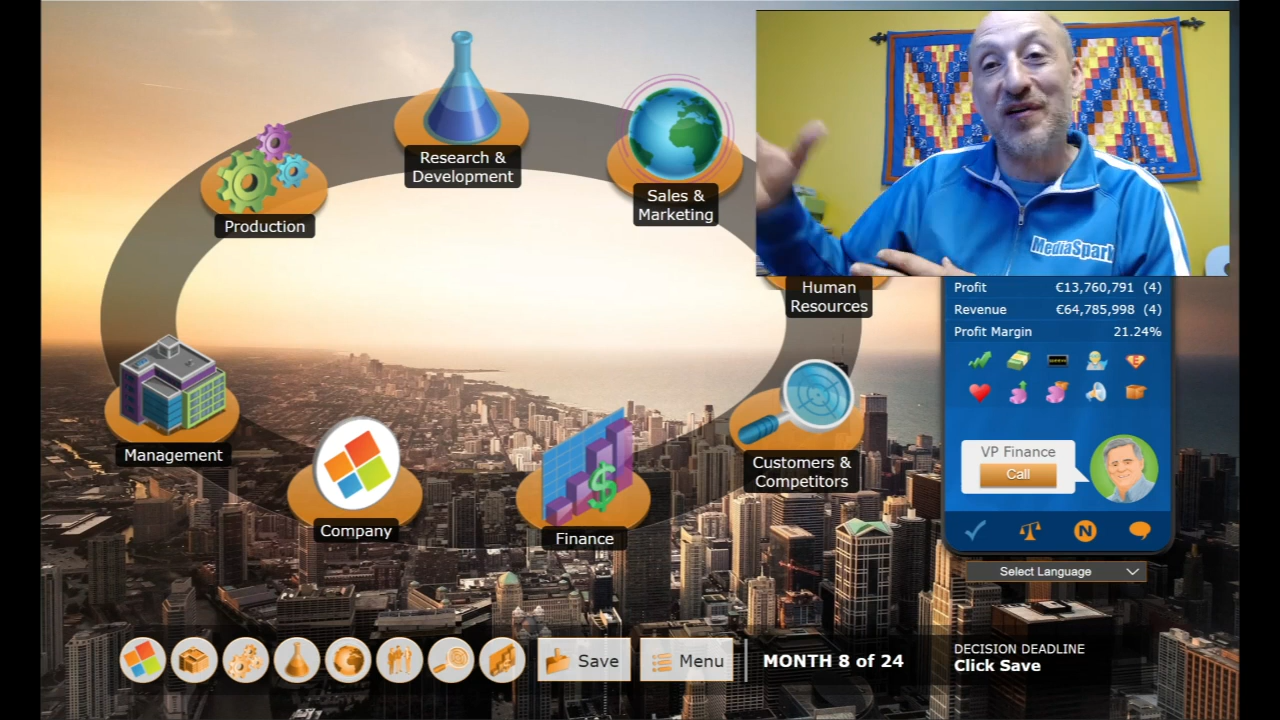 Research &
Development
Sales &
Marketing
Production
MediaSpark
Human
Resources
Profit €13,760,791 (4)
Revenue €64,785,998 (4)
Profit Margin 21.24%
Management
Company
Finance
Customers &
Competitors
VP Finance
Call
N
Select Language
Save
Menu
MONTH 8 of 24
DECISION DEADLINE
Click Save